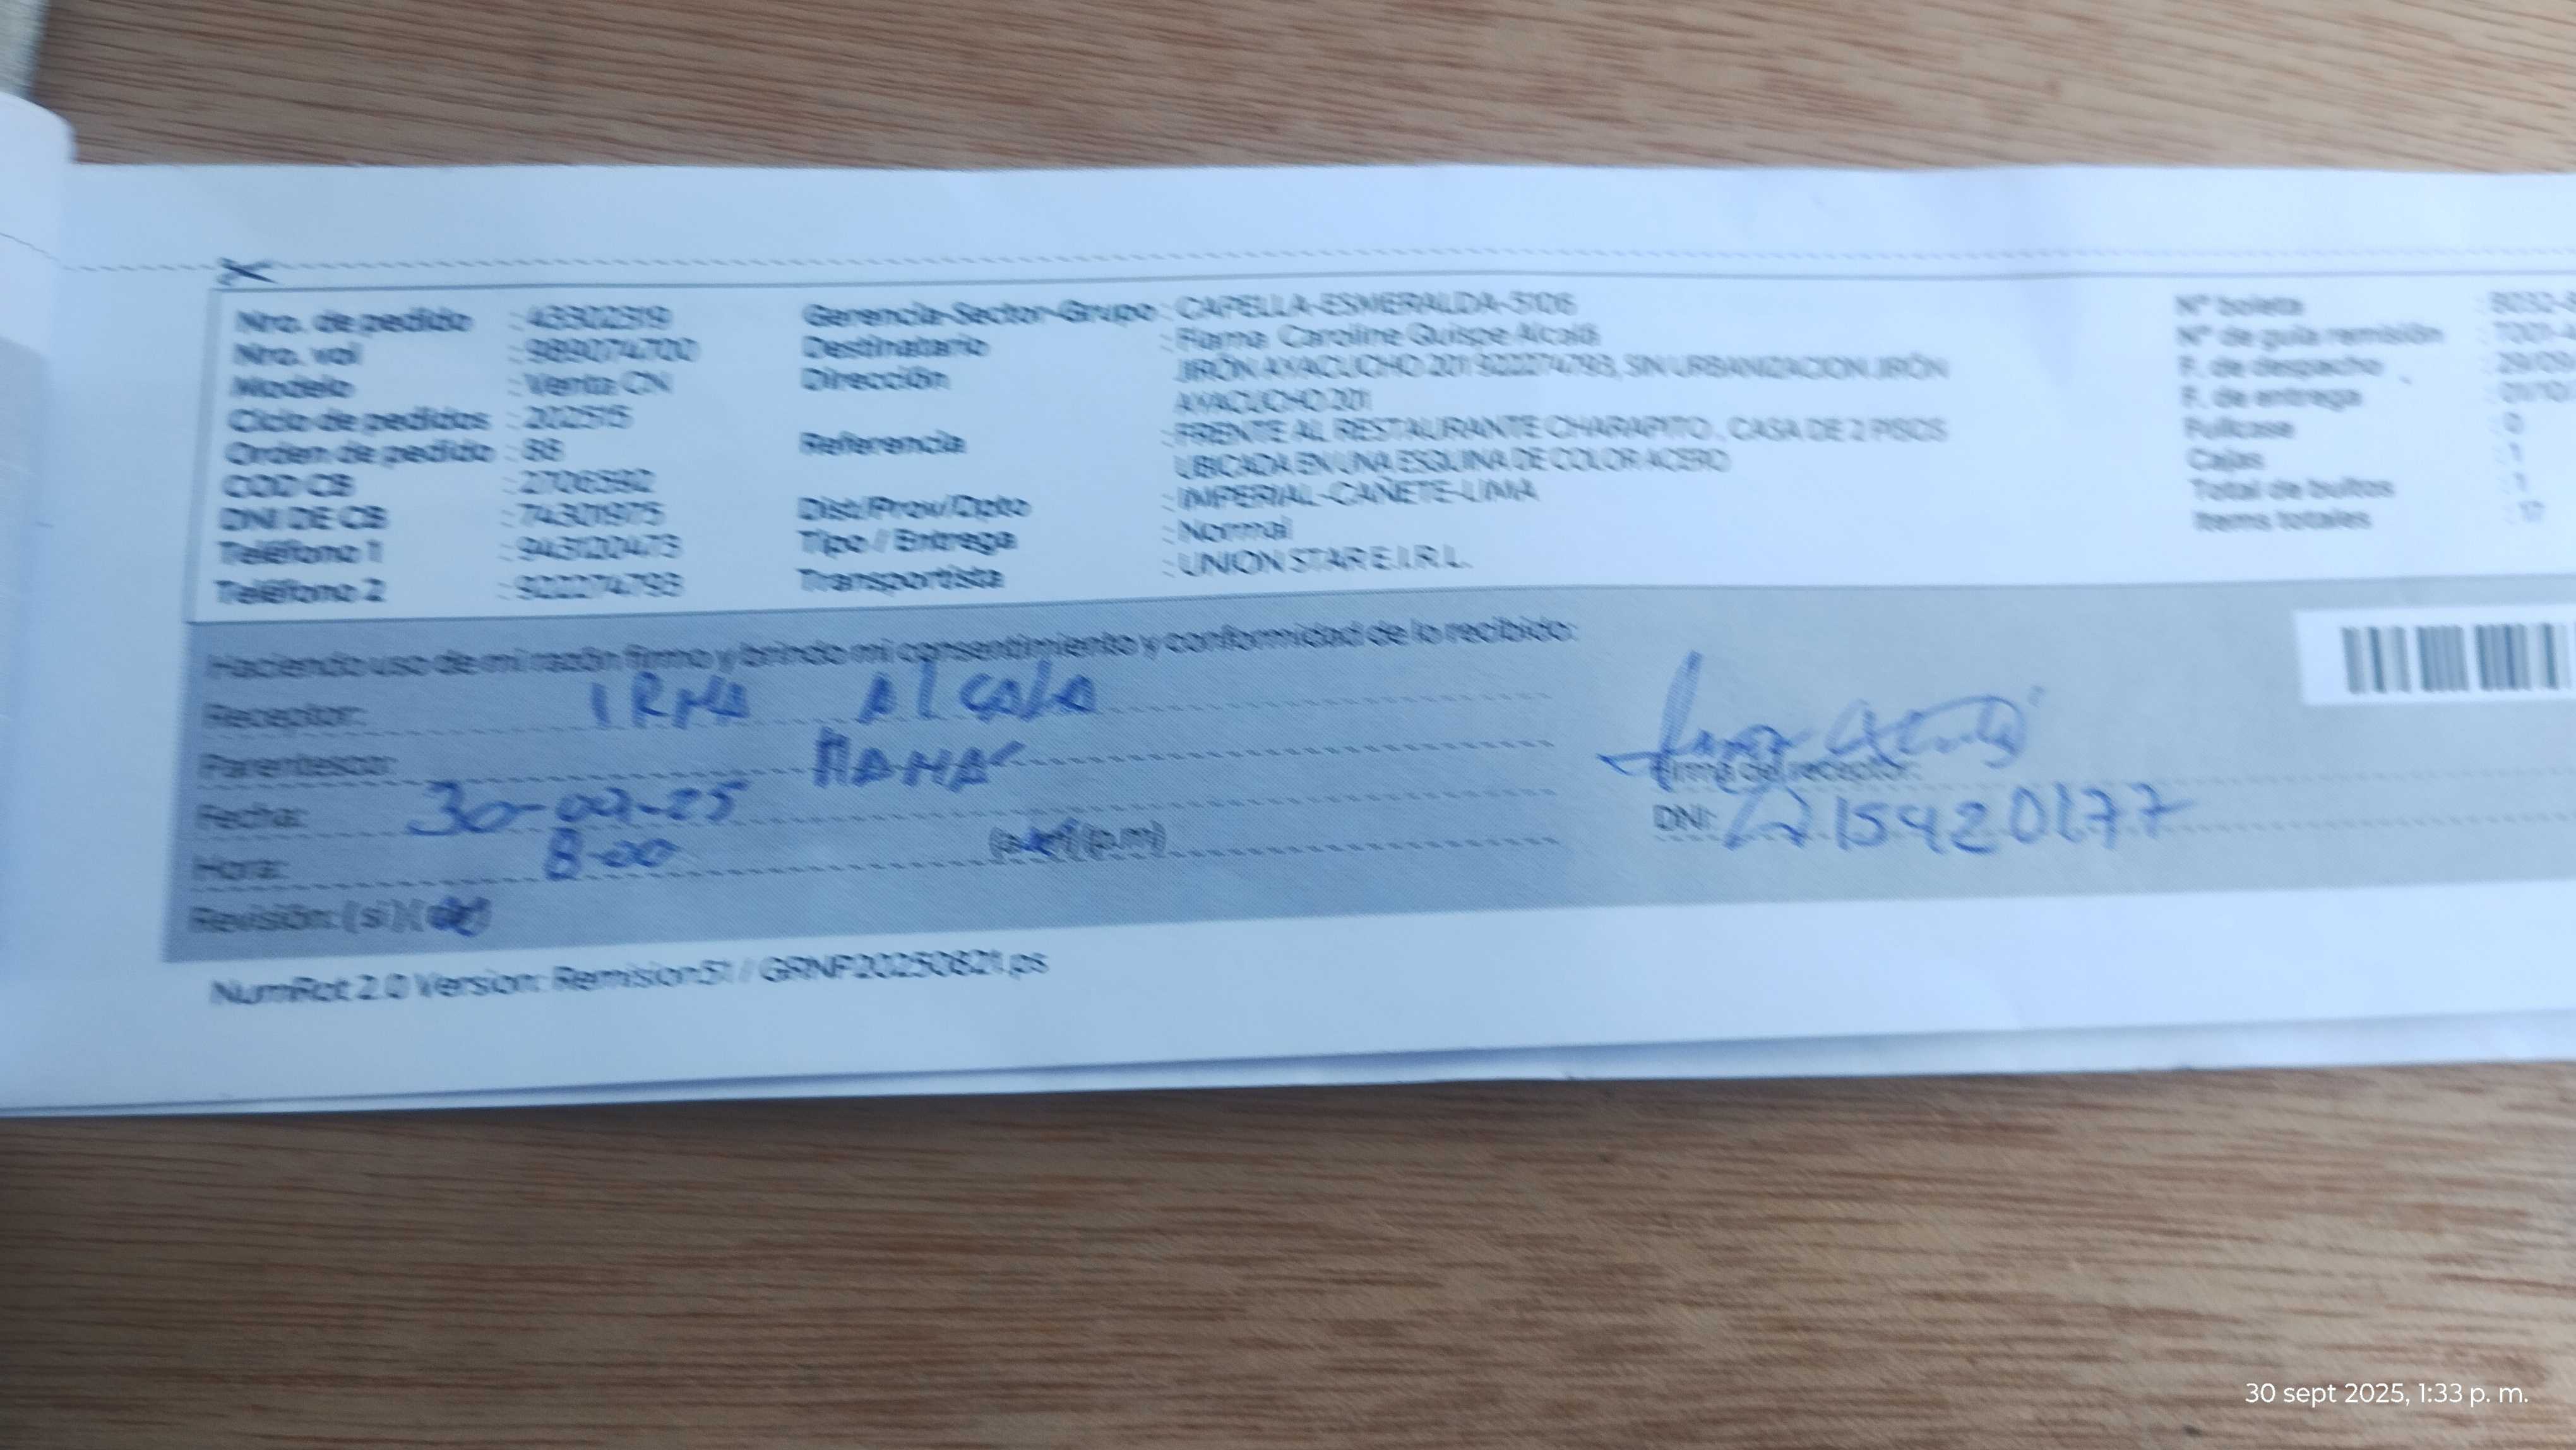 Nro. de pedido : 43302319
Nro. vol : 989074700
Modelo : Venta CN
Ciclo de pedidos : 202515
Orden de pedido : 88
COD CB : 2706592
DNI DE CB : 74301975
Teléfono 1 : 943120473
Teléfono 2 : 922274793
Gerencia-Sector-Grupo : CAPELLA-ESMERALDA-5106
Destinatario : Fiama Caroline Quispe Alcalá
Dirección : JIRÓN AYACUCHO 201 922274793, SIN URBANIZACION JIRÓN
AYACUCHO 201
Referencia : FRENTE AL RESTAURANTE CHARAPITO, CASA DE 2 PISOS
UBICADA EN UNA ESQUINA DE COLOR ACERO
Dist/Prov/Dpto : IMPERIAL-CAÑETE-LIMA
Tipo / Entrega : Normal
Transportista : UNION STAR E.I.R.L.
N° boleta
N° de guía remisión
F. de despacho
F. de entrega
Fullcase : 0
Cajas : 1
Total de bultos : 1
Items totales : 17
Haciendo uso de mi razón firmo y brindo mi consentimiento y conformidad de lo recibido:
Receptor: IRMA Alcala
Parentesco: MAMÁ
Fecha: 30-09-25
Hora: 8-00 (a.m) (p.m)
Revisión: (si) (no)
Firma del receptor:
DNI: 15420177
NumRot 2.0 Version: Remision51 // GRNP20250821.ps
30 sept 2025, 1:33 p. m.